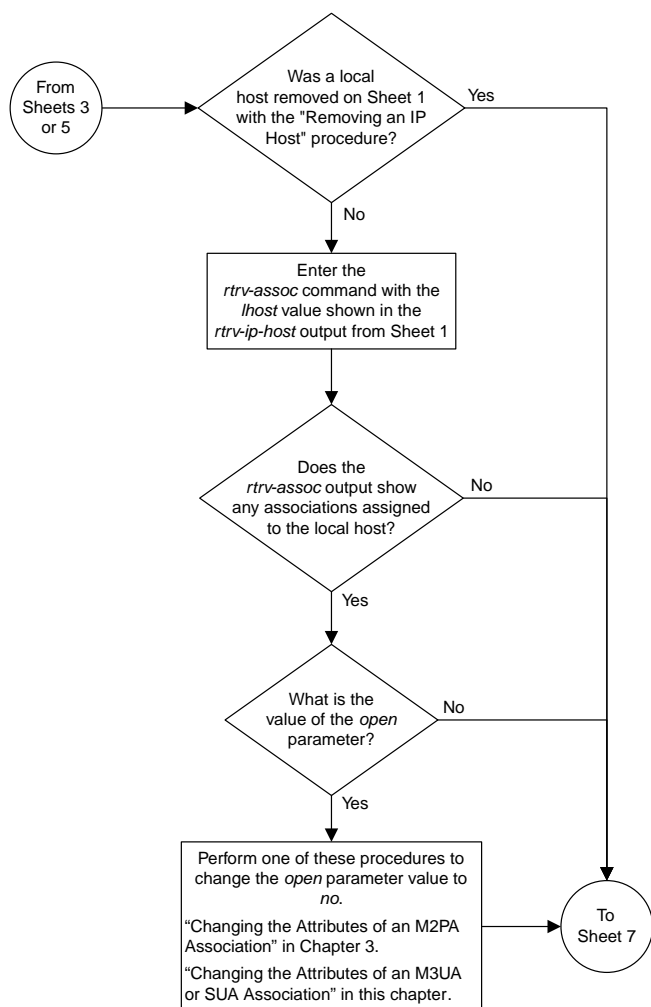 From
Sheets 3
or 5
Was a local
host removed on Sheet 1
with the "Removing an IP
Host" procedure?
Yes
No
Enter the
rtrv-assoc command with the
lhost value shown in the
rtrv-ip-host output from Sheet 1
Does the
rtrv-assoc output show
any associations assigned
to the local host?
No
Yes
What is the
value of the open
parameter?
No
Yes
Perform one of these procedures to
change the open parameter value to
no.
“Changing the Attributes of an M2PA
Association” in Chapter 3.
“Changing the Attributes of an M3UA
or SUA Association” in this chapter.
To
Sheet 7